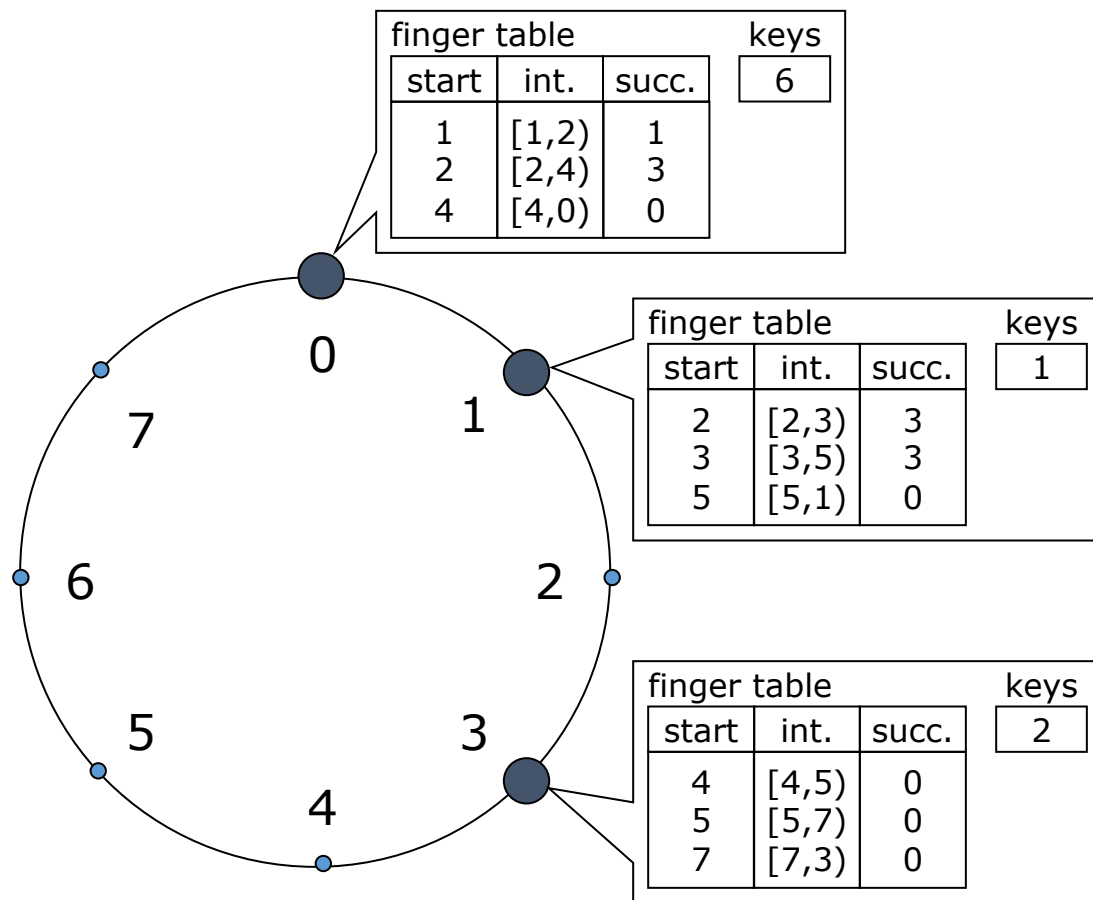 finger table keys
start int. succ. 6
1 [1,2) 1
2 [2,4) 3
4 [4,0) 0
finger table keys
start int. succ. 1
2 [2,3) 3
3 [3,5) 3
5 [5,1) 0
finger table keys
start int. succ. 2
4 [4,5) 0
5 [5,7) 0
7 [7,3) 0
0
1
2
3
4
5
6
7